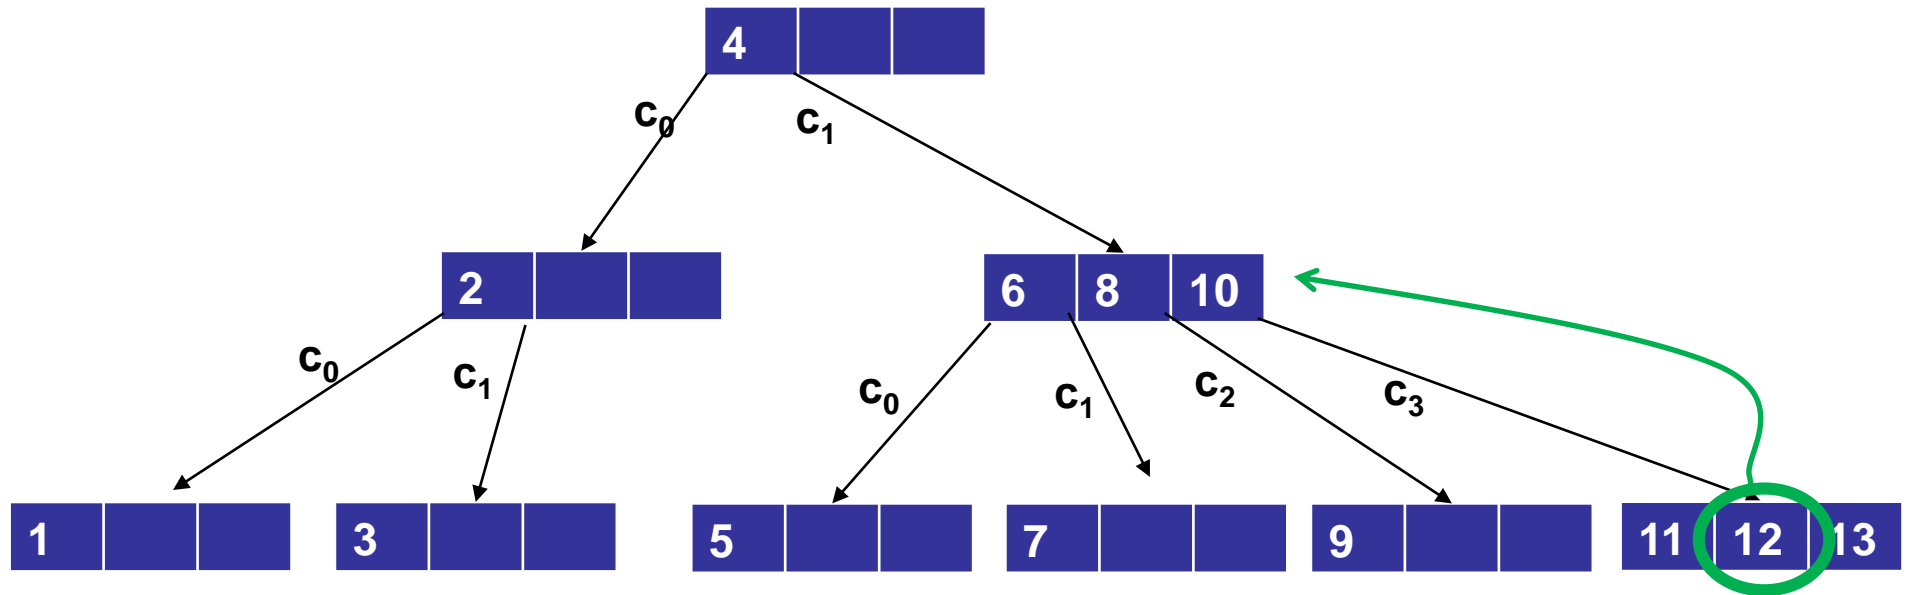 4
c₀ c₁
2
6 8 10
c₀ c₁ c₀ c₁ c₂ c₃
1 3 5 7 9 11 12 13